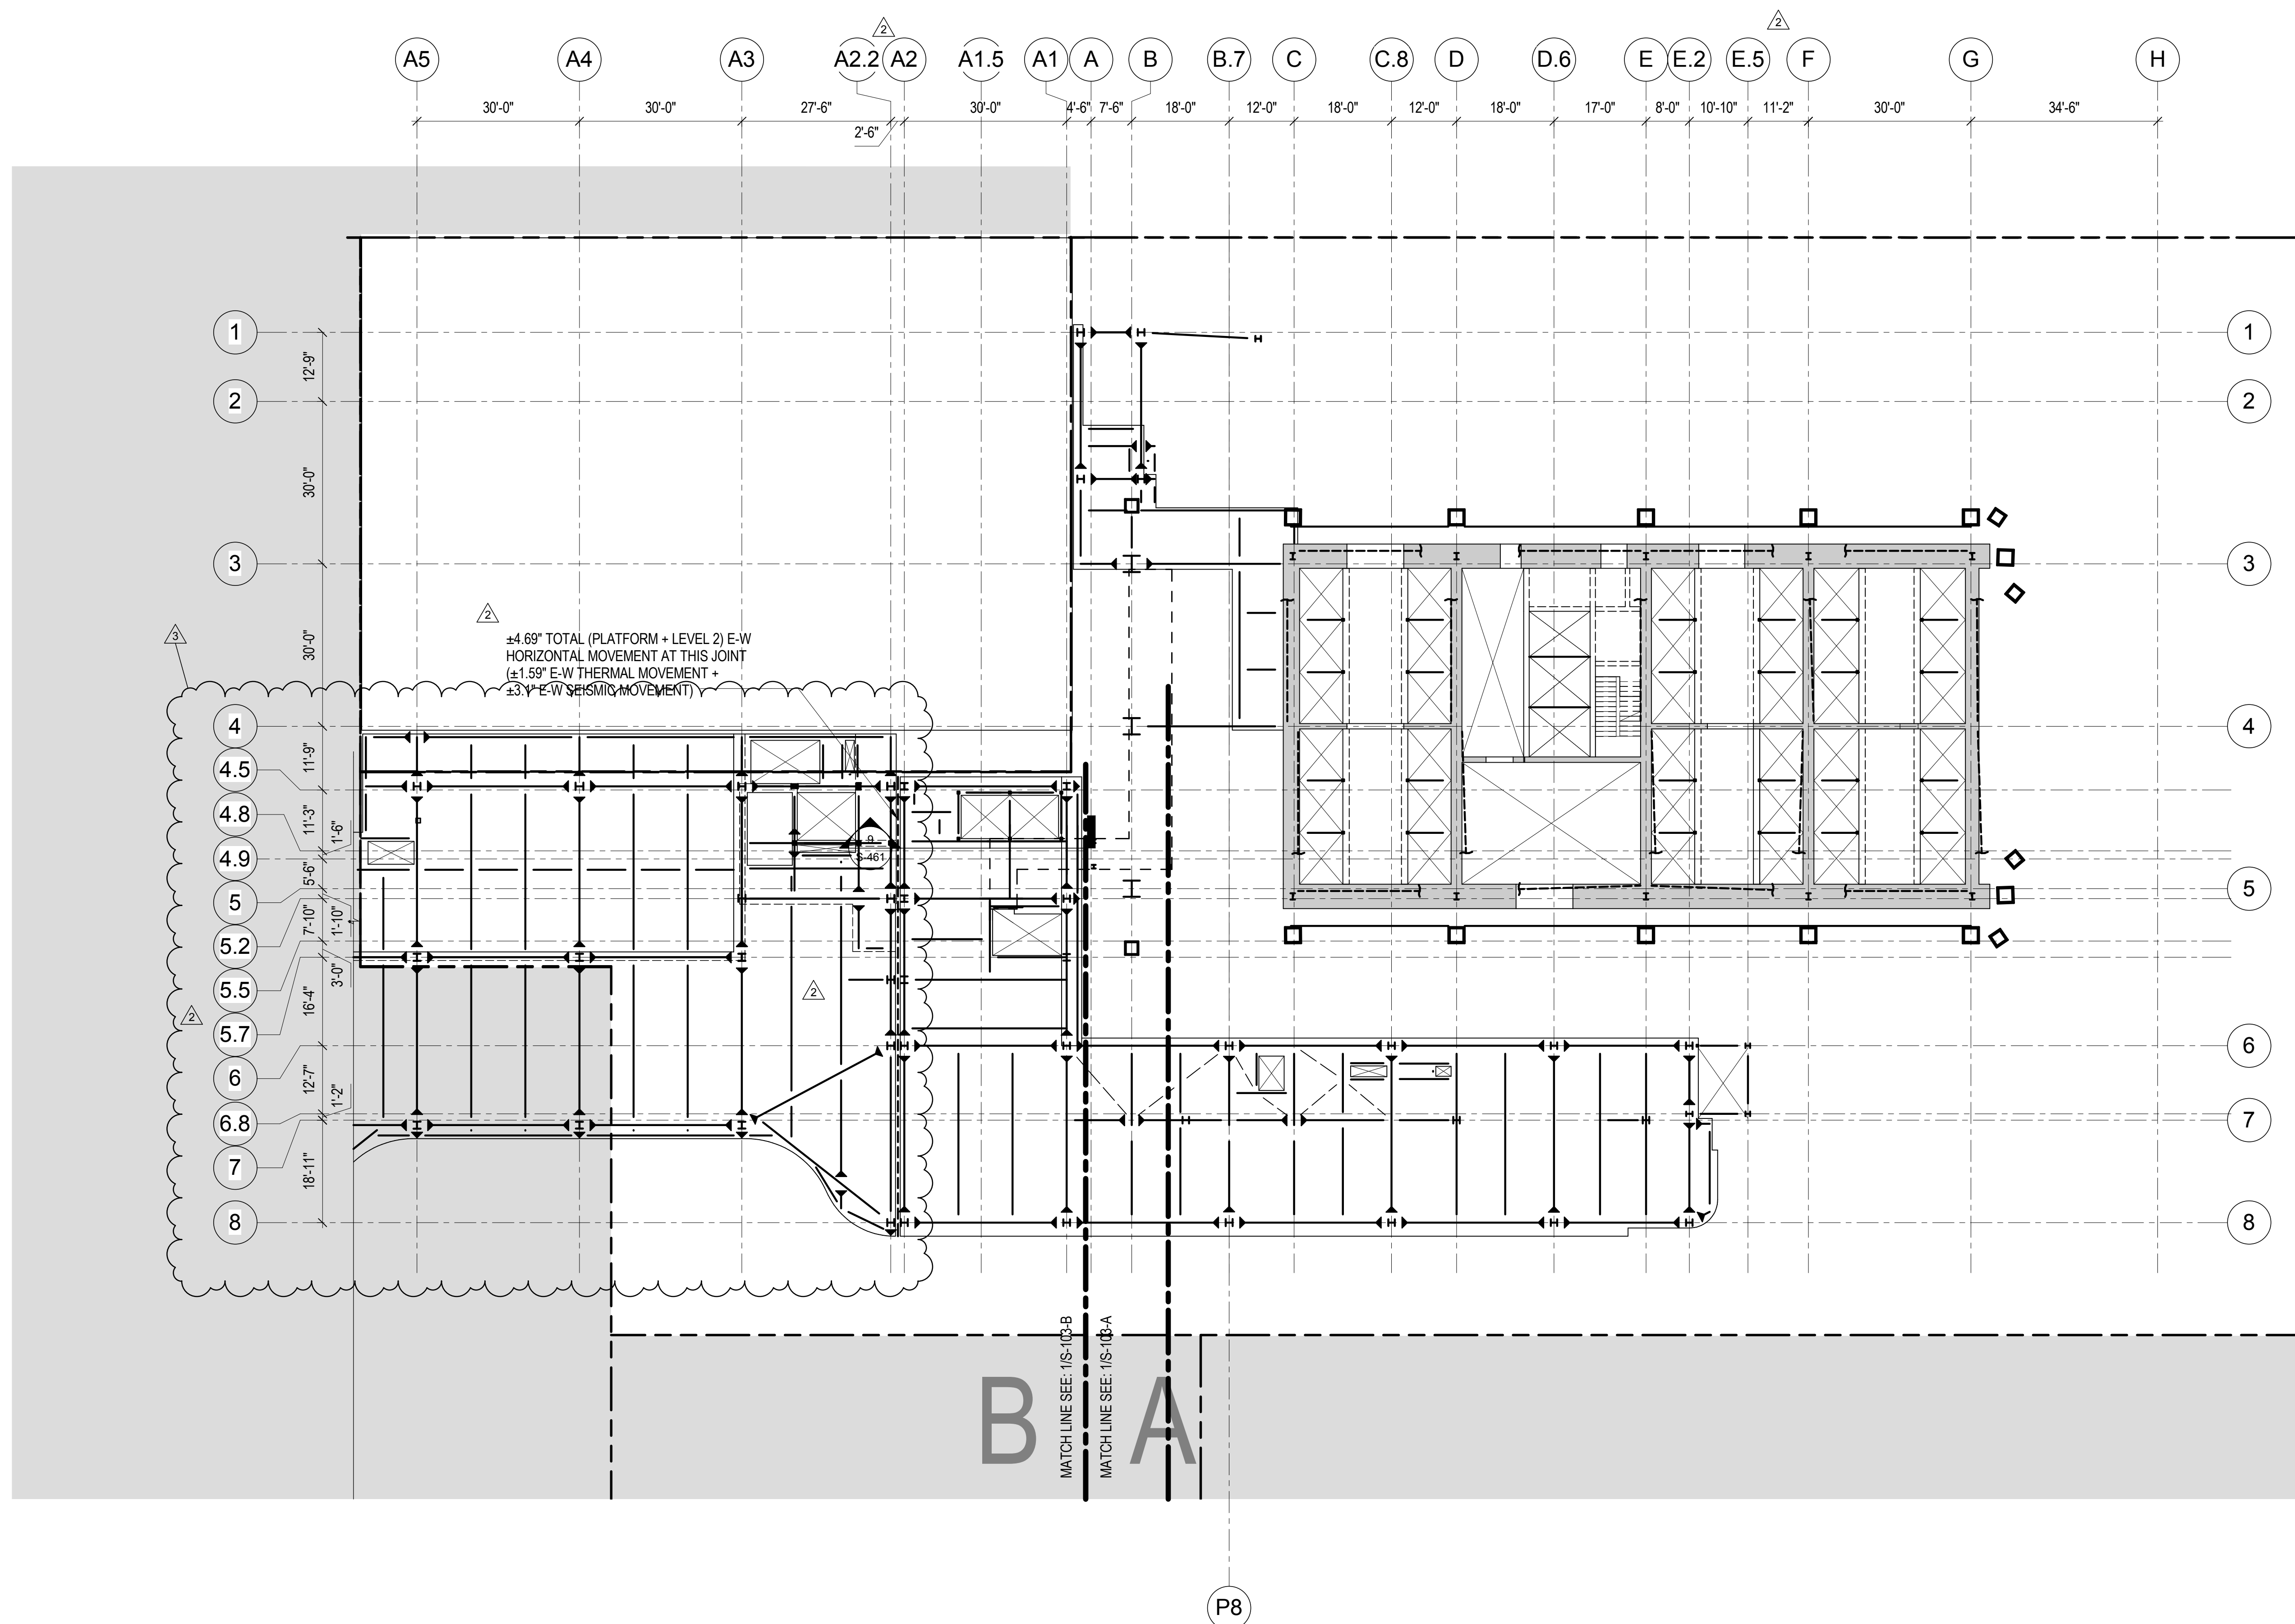 2
2
A5
A4
A3
A2.2
A2
A1.5
A1
A
B
B.7
C
C.8
D
D.6
E
E.2
E.5
F
G
H
30'-0"
30'-0"
27'-6"
2'-6"
30'-0"
4'-6"
7'-6"
18'-0"
12'-0"
18'-0"
12'-0"
18'-0"
17'-0"
8'-0"
10'-10"
11'-2"
30'-0"
34'-6"
1
1
12'-9"
2
2
30'-0"
3
3
30'-0"
2
3
±4.69" TOTAL (PLATFORM + LEVEL 2) E-W
HORIZONTAL MOVEMENT AT THIS JOINT
(±1.59" E-W THERMAL MOVEMENT +
±3.1" E-W SEISMIC MOVEMENT)
4
4
11'-9"
4.5
11'-3"
4.8
1'-6"
9
S-461
4.9
5'-6"
5
5
7'-10"
1'-10"
5.2
3'-0"
5.5
16'-4"
2
2
5.7
6
6
12'-7"
1'-2"
6.8
7
7
18'-11"
8
8
MATCH LINE SEE: 1/S-103-B
MATCH LINE SEE: 1/S-103-A
B
A
P8